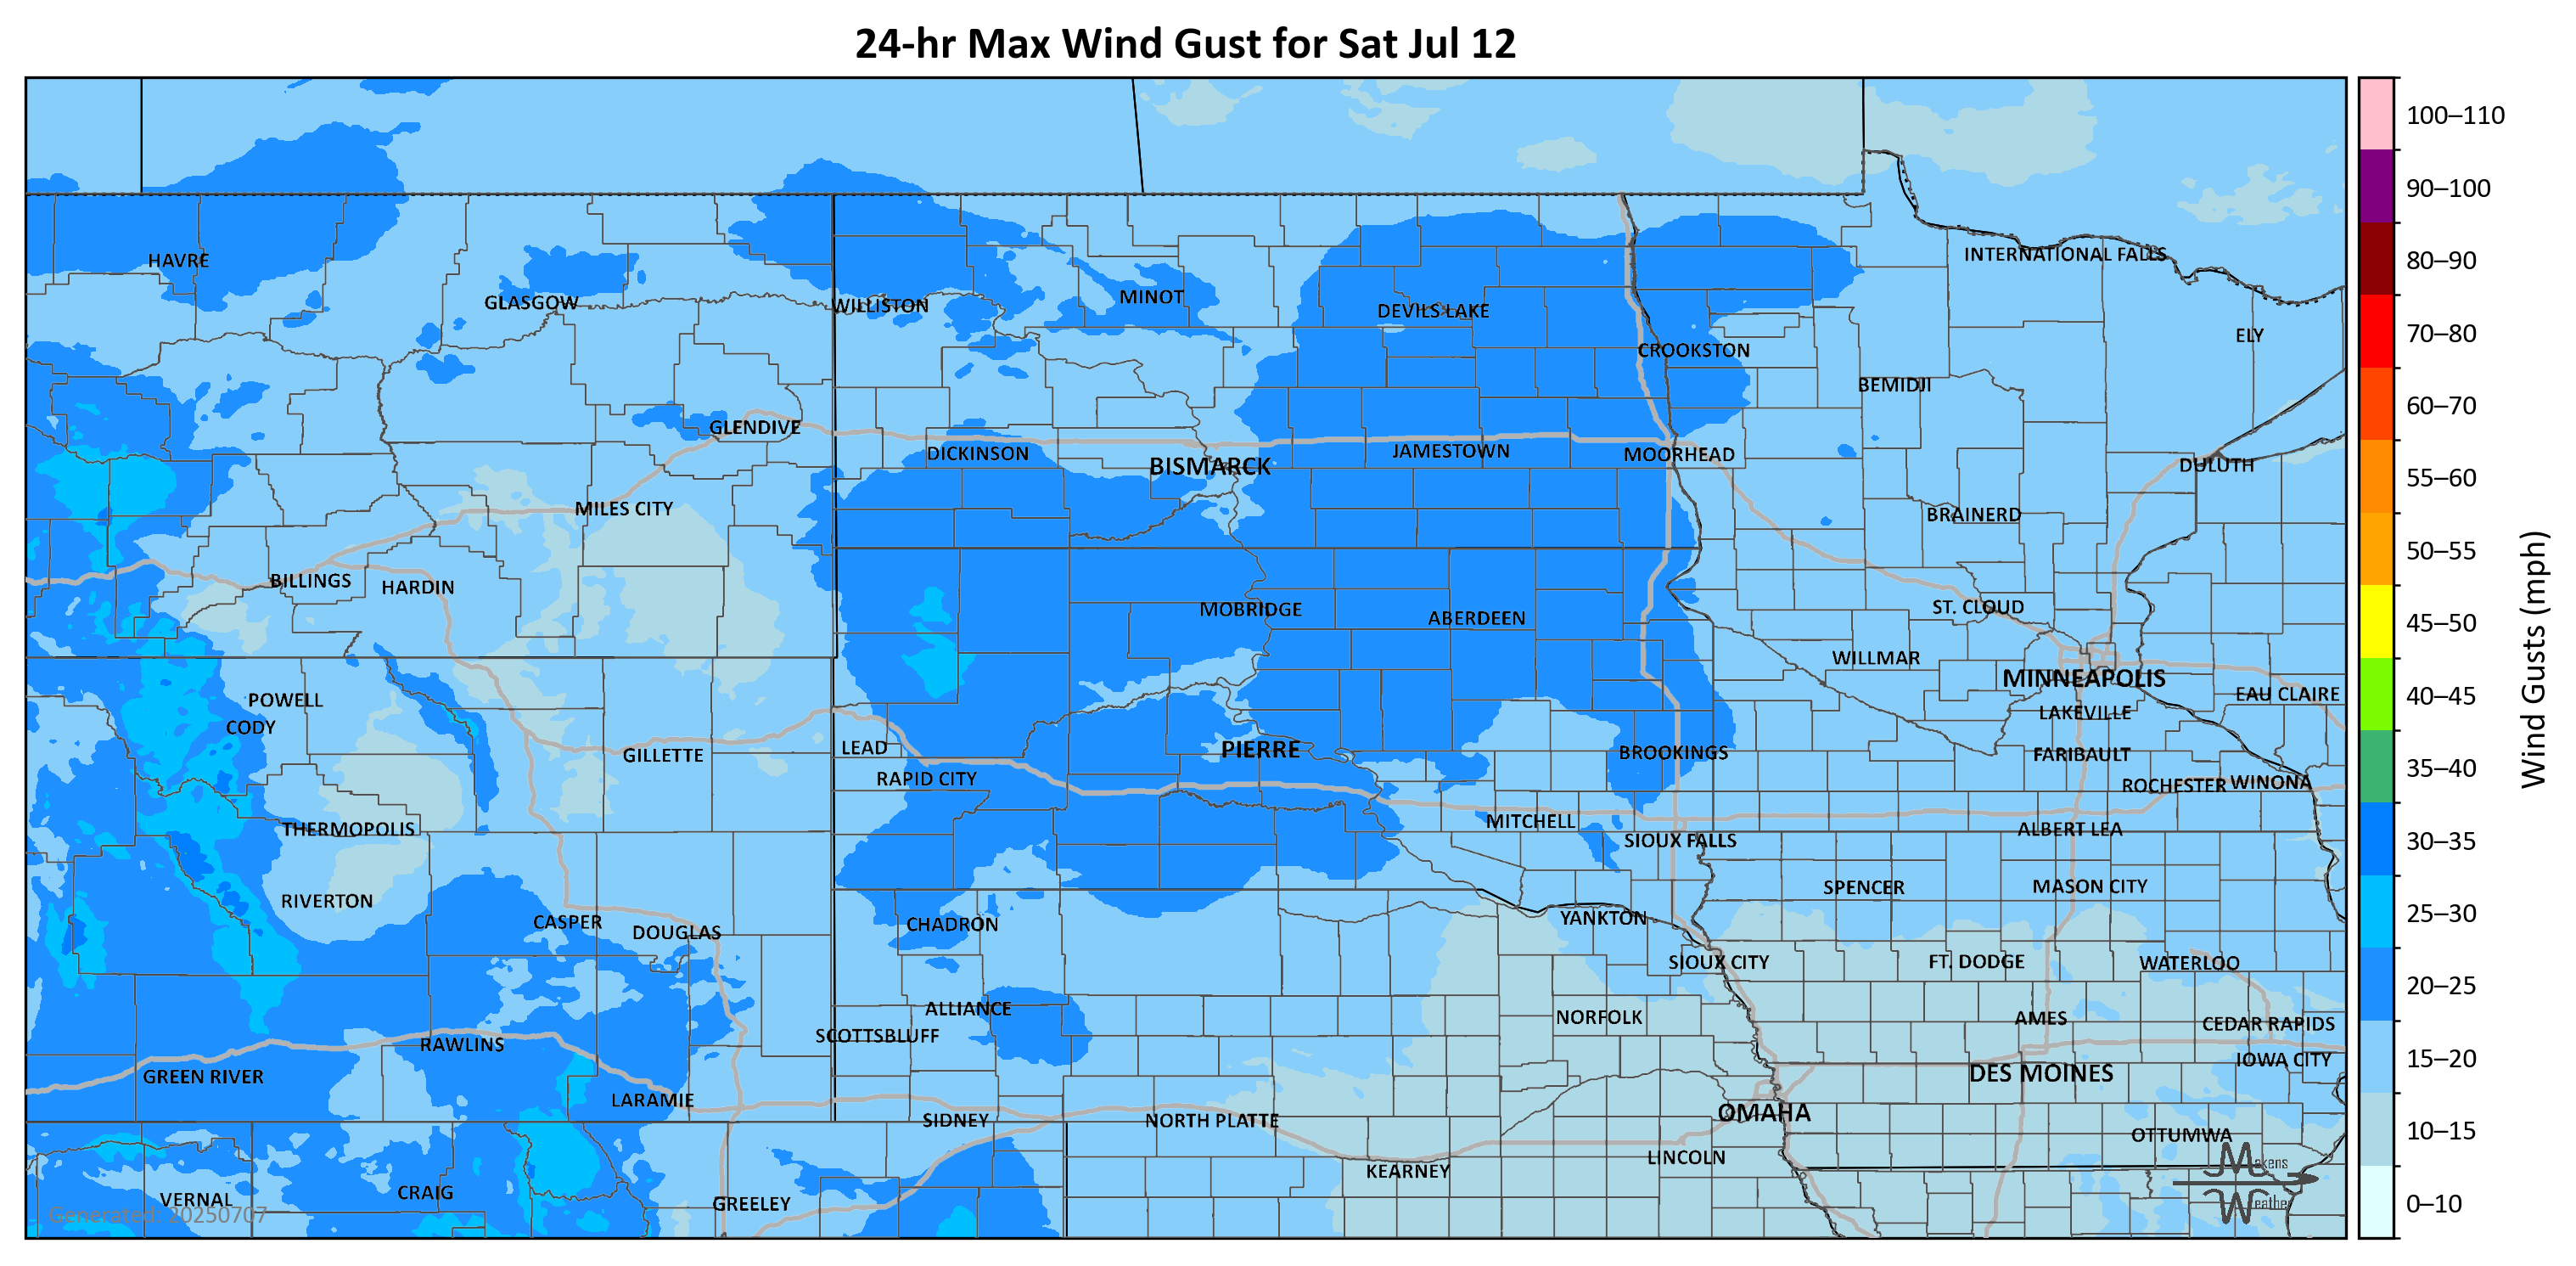 24-hr Max Wind Gust for Sat Jul 12
100–110
90–100
80–90
70–80
60–70
55–60
50–55
45–50
40–45
35–40
30–35
25–30
20–25
15–20
10–15
0–10
Wind Gusts (mph)
INTERNATIONAL FALLS
HAVRE
GLASGOW
WILLISTON
MINOT
DEVILS LAKE
ELY
CROOKSTON
BEMIDJI
GLENDIVE
DICKINSON
BISMARCK
JAMESTOWN
MOORHEAD
DULUTH
MILES CITY
BRAINERD
BILLINGS
HARDIN
MOBRIDGE
ABERDEEN
ST. CLOUD
WILLMAR
MINNEAPOLIS
EAU CLAIRE
POWELL
CODY
LAKEVILLE
GILLETTE
LEAD
PIERRE
BROOKINGS
FARIBAULT
RAPID CITY
ROCHESTER
WINONA
THERMOPOLIS
MITCHELL
SIOUX FALLS
ALBERT LEA
RIVERTON
SPENCER
MASON CITY
CASPER
DOUGLAS
CHADRON
YANKTON
SIOUX CITY
FT. DODGE
WATERLOO
ALLIANCE
NORFOLK
AMES
CEDAR RAPIDS
SCOTTSBLUFF
RAWLINS
IOWA CITY
GREEN RIVER
DES MOINES
LARAMIE
SIDNEY
NORTH PLATTE
OMAHA
OTTUMWA
LINCOLN
KEARNEY
VERNAL
CRAIG
GREELEY
Generated: 20250707
Makens
Weather